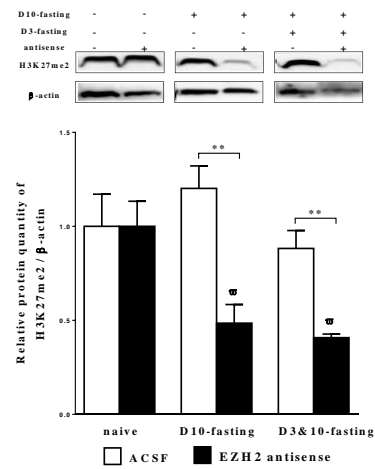 D10-fasting - - + + + +
D3-fasting - - - - + +
antisense - + - + - +
H3K27me2
β-actin
Relative protein quantity of
H3K27me2 / β-actin
1.5
1.0
0.5
0.0
**
**
naive D10-fasting D3&10-fasting
ACSF EZH2 antisense